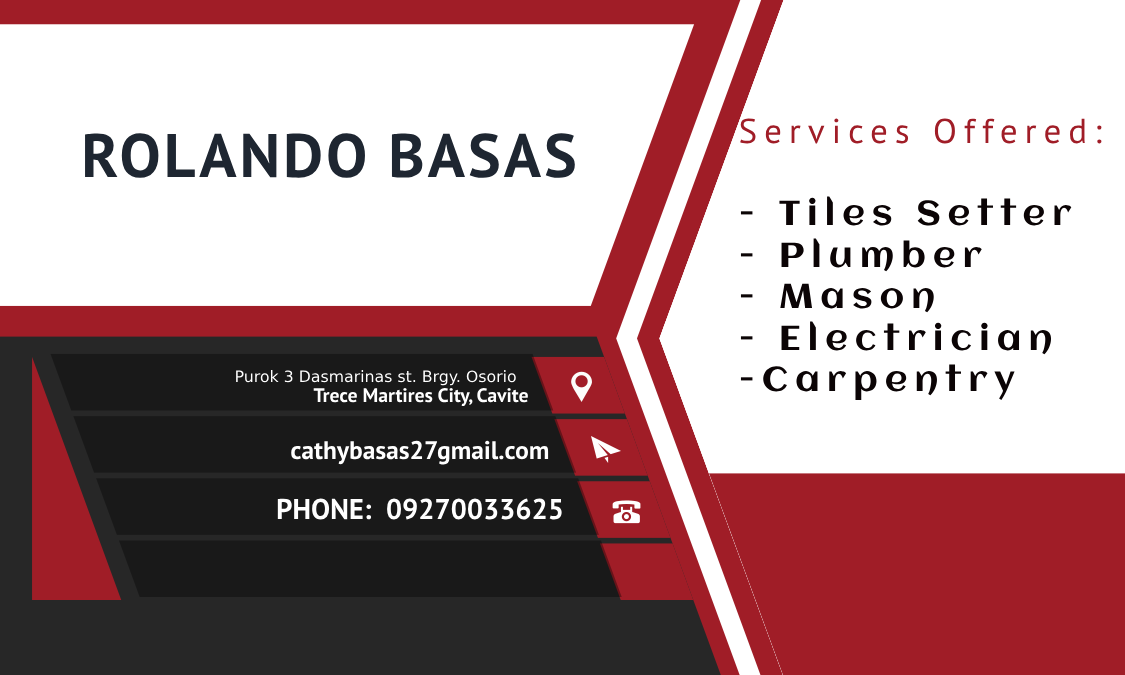 ROLANDO BASAS
Purok 3 Dasmarinas st. Brgy. Osorio
Trece Martires City, Cavite
cathybasas27gmail.com
PHONE: 09270033625
Services Offered:
- Tiles Setter
- Plumber
- Mason
- Electrician
-Carpentry